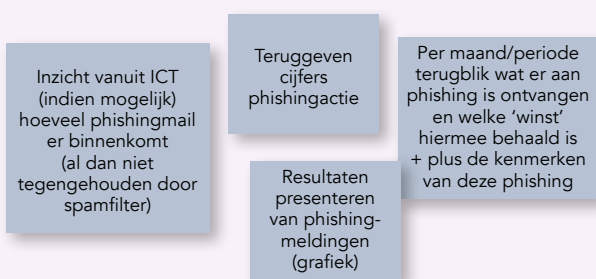 Inzicht vanuit ICT
(indien mogelijk)
hoeveel phishingmail
er binnenkomt
(al dan niet
tegengehouden door
spamfilter)
Teruggeven
cijfers
phishingactie
Per maand/periode
terugblik wat er aan
phishing is ontvangen
en welke ‘winst’
hiermee behaald is
+ plus de kenmerken
van deze phishing
Resultaten
presenteren
van phishing-
meldingen
(grafiek)